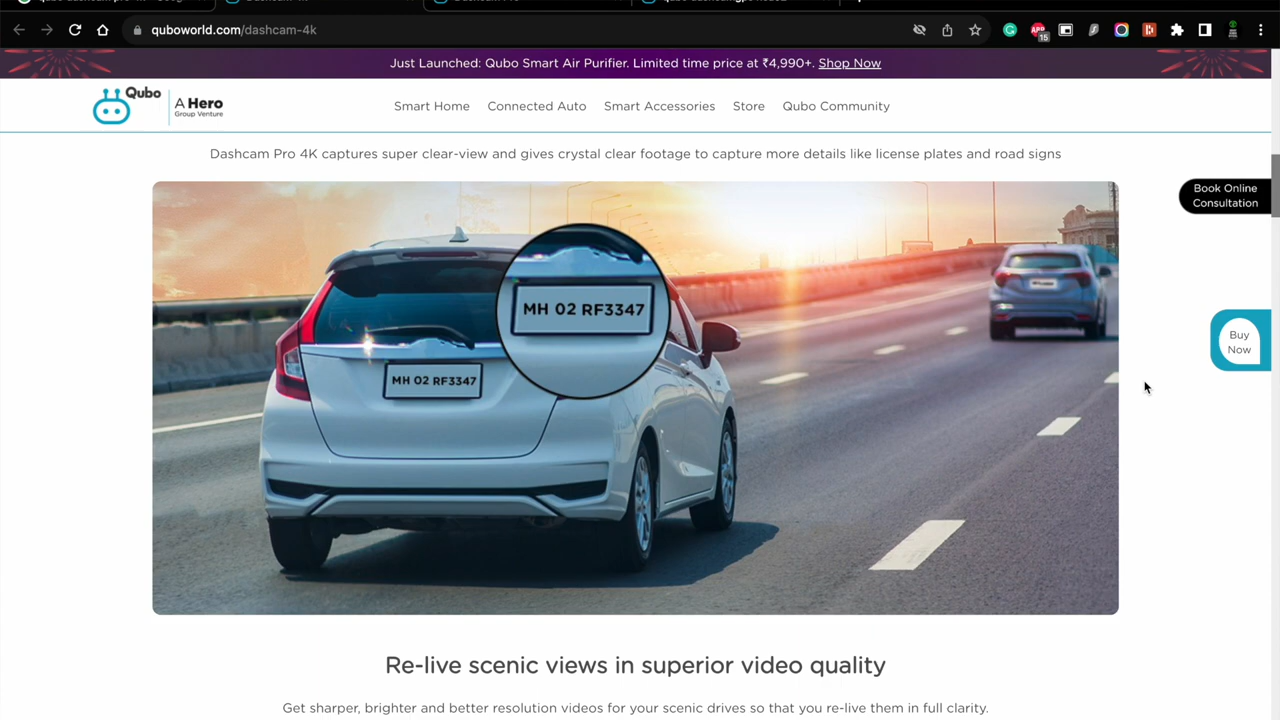 quboworld.com/dashcam-4k
15
Just Launched: Qubo Smart Air Purifier. Limited time price at ₹4,990+. Shop Now
Qubo
A Hero
Group Venture
Smart Home Connected Auto Smart Accessories Store Qubo Community
Dashcam Pro 4K captures super clear-view and gives crystal clear footage to capture more details like license plates and road signs
Book Online
Consultation
MH 02 RF3347
MH 02 RF3347
Buy
Now
Re-live scenic views in superior video quality
Get sharper, brighter and better resolution videos for your scenic drives so that you re-live them in full clarity.